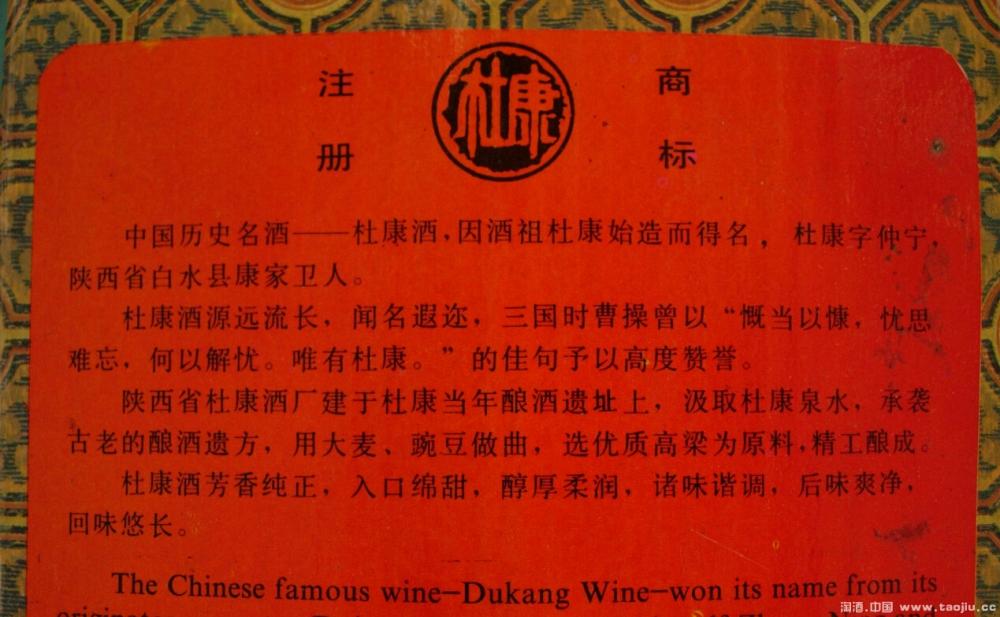 注 商
杜康
册 标
中国历史名酒——杜康酒,因酒祖杜康始造而得名,杜康字仲宁,
陕西省白水县康家卫人。
杜康酒源远流长,闻名遐迩,三国时曹操曾以“慨当以慷,忧思
难忘,何以解忧。唯有杜康。”的佳句予以高度赞誉。
陕西省杜康酒厂建于杜康当年酿酒遗址上,汲取杜康泉水,承袭
古老的酿酒遗方,用大麦、豌豆做曲,选优质高梁为原料,精工酿成。
杜康酒芳香纯正,入口绵甜,醇厚柔润,诸味谐调,后味爽净,
回味悠长。
The Chinese famous wine—Dukang Wine—won its name from its
淘酒.中国 www.taojiu.cc